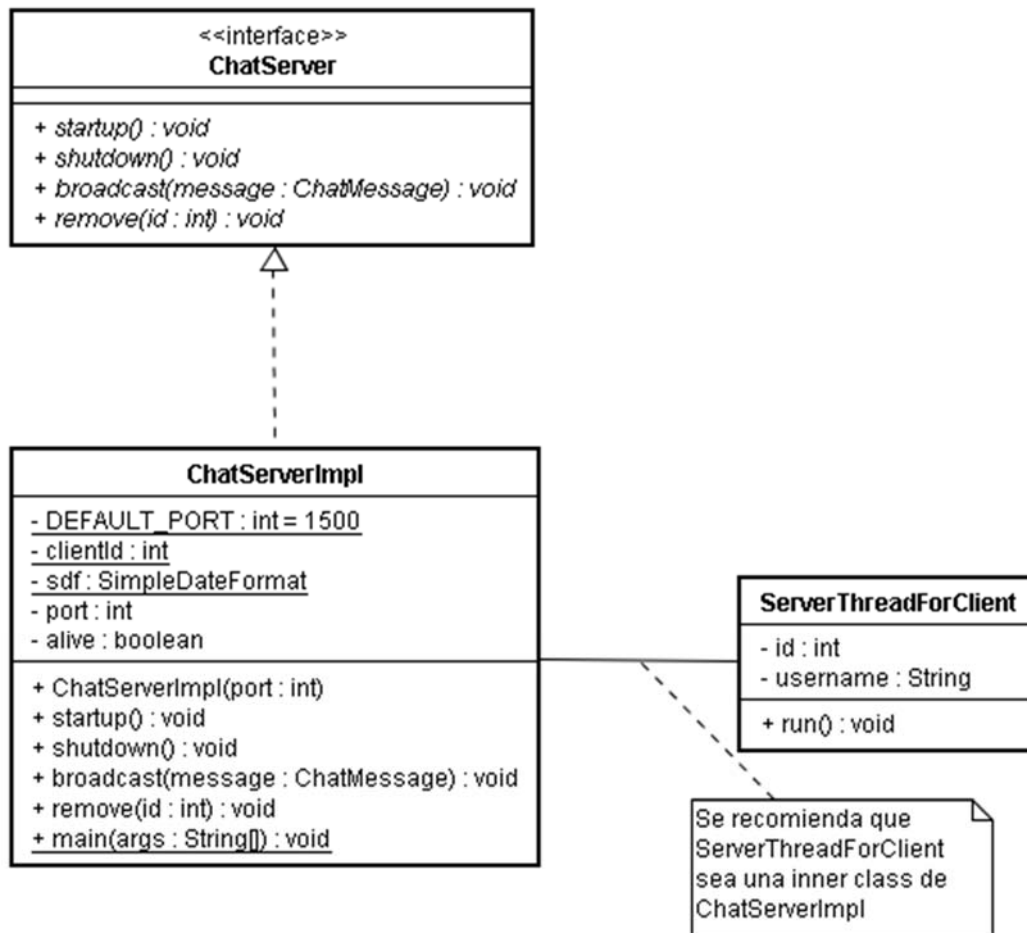 <<interface>>
ChatServer
+ startup() : void
+ shutdown() : void
+ broadcast(message : ChatMessage) : void
+ remove(id : int) : void
ChatServerImpl
- DEFAULT_PORT : int = 1500
- clientId : int
- sdf : SimpleDateFormat
- port : int
- alive : boolean
+ ChatServerImpl(port : int)
+ startup() : void
+ shutdown() : void
+ broadcast(message : ChatMessage) : void
+ remove(id : int) : void
+ main(args : String[]) : void
ServerThreadForClient
- id : int
- username : String
+ run() : void
Se recomienda que
ServerThreadForClient
sea una inner class de
ChatServerImpl